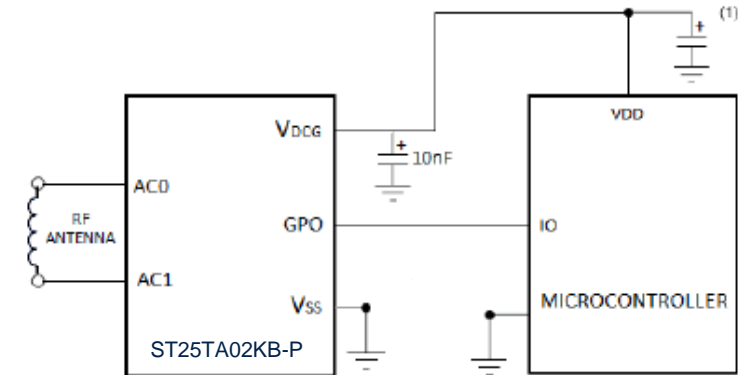 (1)
+
VDCG
VDD
+
10nF
AC0
RF
ANTENNA
GPO
IO
AC1
VSS
MICROCONTROLLER
ST25TA02KB-P